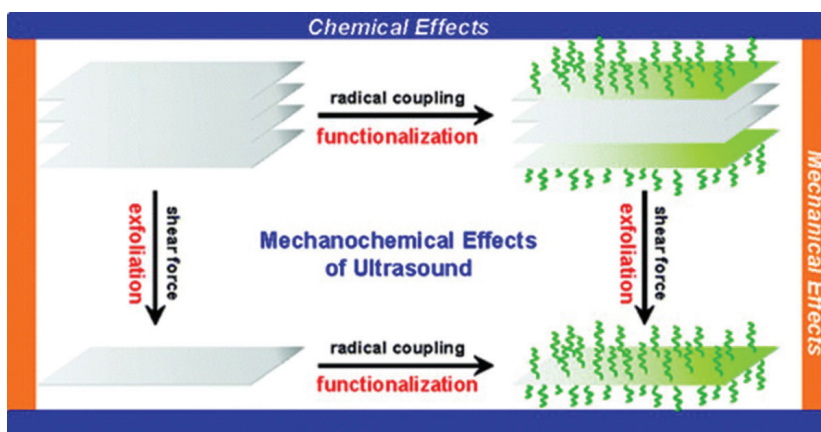 Chemical Effects
radical coupling
functionalization
shear force
exfoliation
Mechanochemical Effects
of Ultrasound
shear force
exfoliation
Mechanical Effects
radical coupling
functionalization